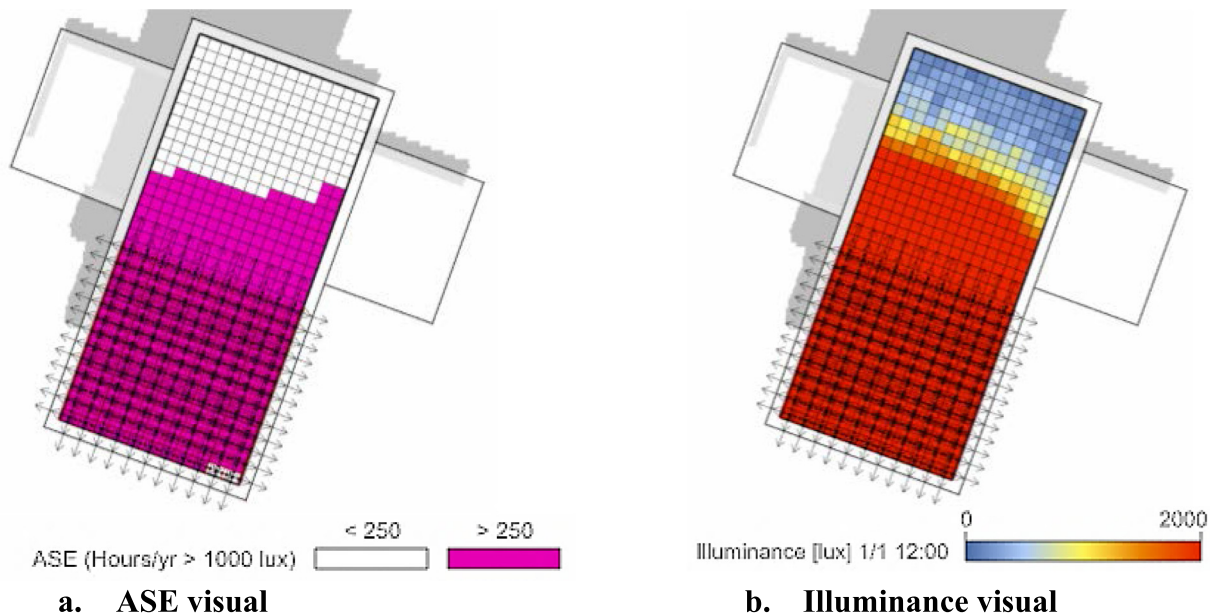 < 250 > 250
ASE (Hours/yr > 1000 lux)
0 2000
Illuminance [lux] 1/1 12:00
a. ASE visual
b. Illuminance visual